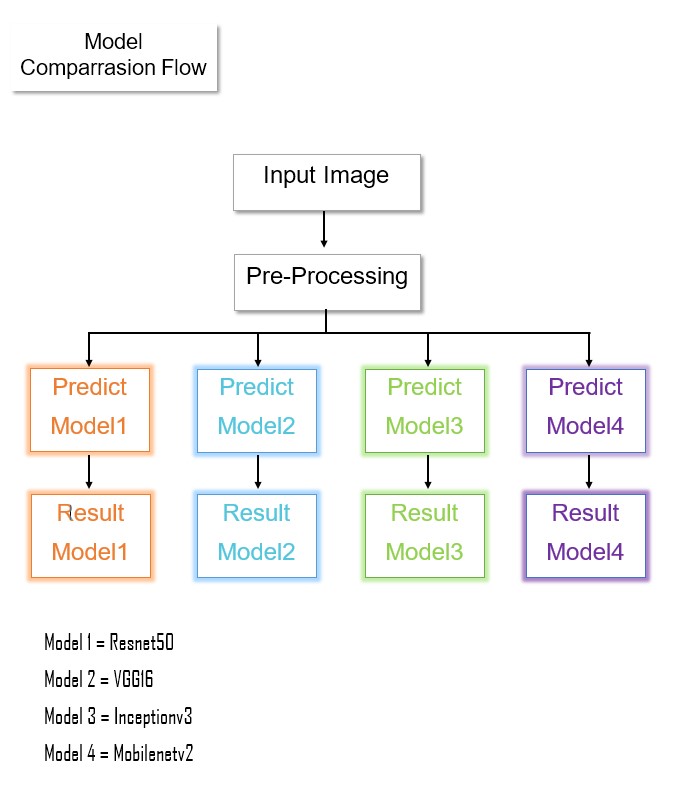 Model
Comparrasion Flow
Input Image
Pre-Processing
Predict
Model1
Predict
Model2
Predict
Model3
Predict
Model4
Result
Model1
Result
Model2
Result
Model3
Result
Model4
Model 1 = Resnet50
Model 2 = VGG16
Model 3 = Inceptionv3
Model 4 = Mobilenetv2